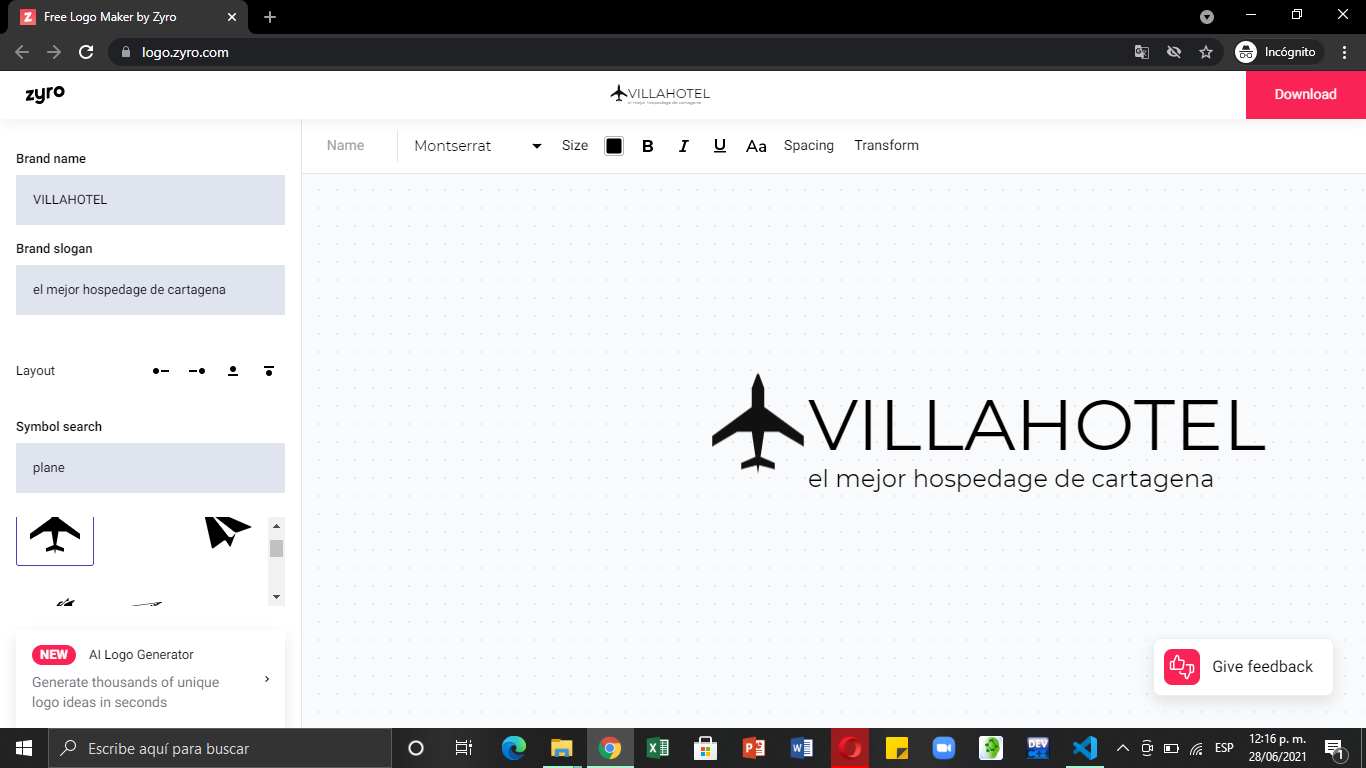 Free Logo Maker by Zyro
logo.zyro.com
Incógnito
zyro
VILLAHOTEL
el mejor hospedage de cartagena
Download
Brand name
VILLAHOTEL
Brand slogan
el mejor hospedage de cartagena
Layout
Symbol search
plane
NEW AI Logo Generator
Generate thousands of unique
logo ideas in seconds
Name Montserrat Size B I U Aa Spacing Transform
VILLAHOTEL
el mejor hospedage de cartagena
Give feedback
Escribe aquí para buscar
DEV
ESP
12:16 p. m.
28/06/2021
1